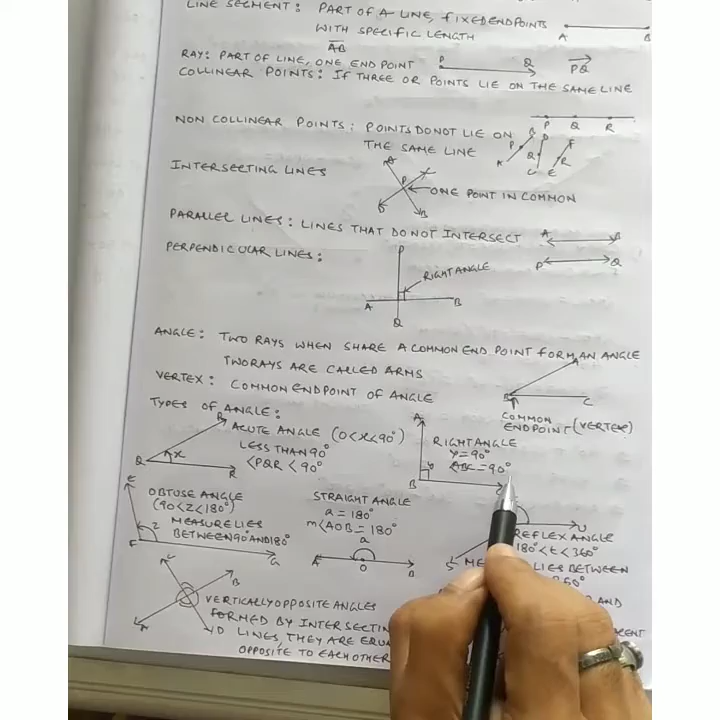 LINE SEGMENT: PART OF A LINE, FIXED ENDPOINTS
WITH SPECIFIC LENGTH
A B
AB
RAY: PART OF LINE, ONE END POINT
P Q PQ
COLLINEAR POINTS: IF THREE OR POINTS LIE ON THE SAME LINE
P Q R
NON COLLINEAR POINTS: POINTS DO NOT LIE ON
THE SAME LINE
INTERSECTING LINES
P
ONE POINT IN COMMON
D B
PARALLEL LINES: LINES THAT DO NOT INTERSECT
A B
P Q
PERPENDICULAR LINES:
P
RIGHT ANGLE
A B
Q
ANGLE: TWO RAYS WHEN SHARE A COMMON END POINT FORM AN ANGLE
TWO RAYS ARE CALLED ARMS
A
VERTEX: COMMON ENDPOINT OF ANGLE
B C
COMMON
ENDPOINT (VERTEX)
TYPES OF ANGLE:
P
ACUTE ANGLE (0<x<90°)
LESS THAN 90°
<PQR < 90°
Q x R
A
RIGHT ANGLE
Y=90°
<ABC=90°
B y
E
OBTUSE ANGLE
(90<Z<180°)
MEASURE LIES
BETWEEN 90° AND 180°
F Z G
STRAIGHT ANGLE
a = 180°
m<AOB = 180°
a
A O B
U
REFLEX ANGLE
180°<t<360°
S
LIES BETWEEN
AND
B
VERTICALLY OPPOSITE ANGLES
FORMED BY INTERSECTIN
D LINES, THEY ARE EQUA
OPPOSITE TO EACH OTHER